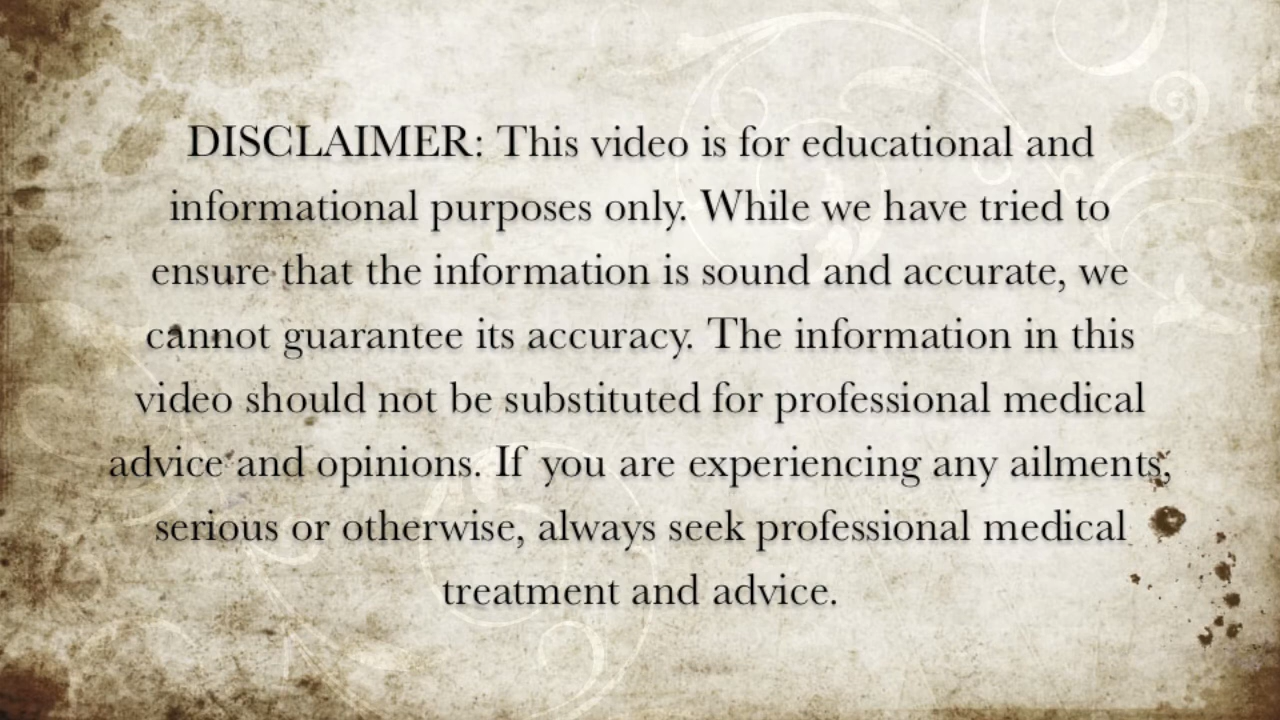 DISCLAIMER: This video is for educational and
informational purposes only. While we have tried to
ensure that the information is sound and accurate, we
cannot guarantee its accuracy. The information in this
video should not be substituted for professional medical
advice and opinions. If you are experiencing any ailments,
serious or otherwise, always seek professional medical
treatment and advice.